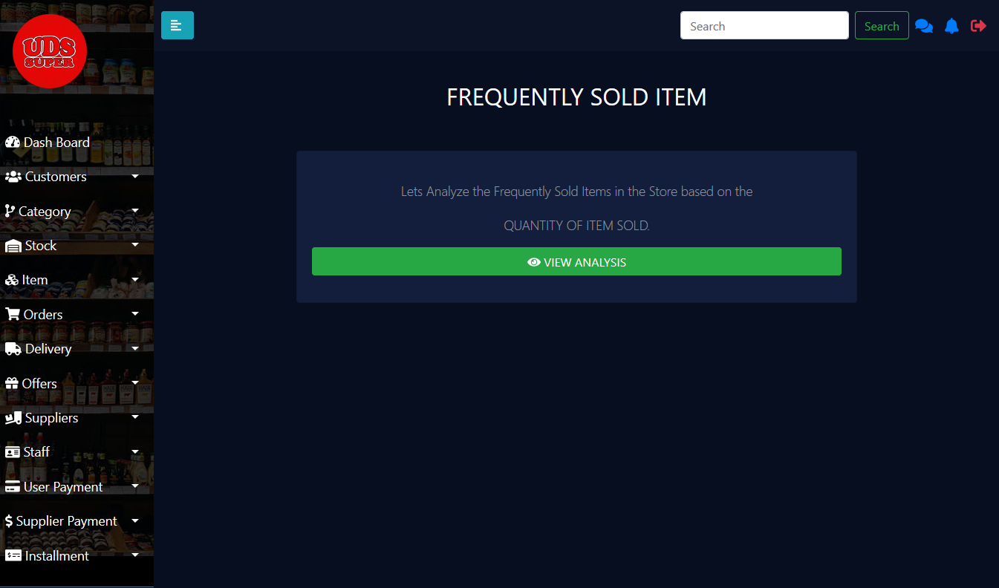 UDS
SUPER
Search
Search
Dash Board
Customers
Category
Stock
Item
Orders
Delivery
Offers
Suppliers
Staff
User Payment
Supplier Payment
Installment
FREQUENTLY SOLD ITEM
Lets Analyze the Frequently Sold Items in the Store based on the
QUANTITY OF ITEM SOLD.
VIEW ANALYSIS